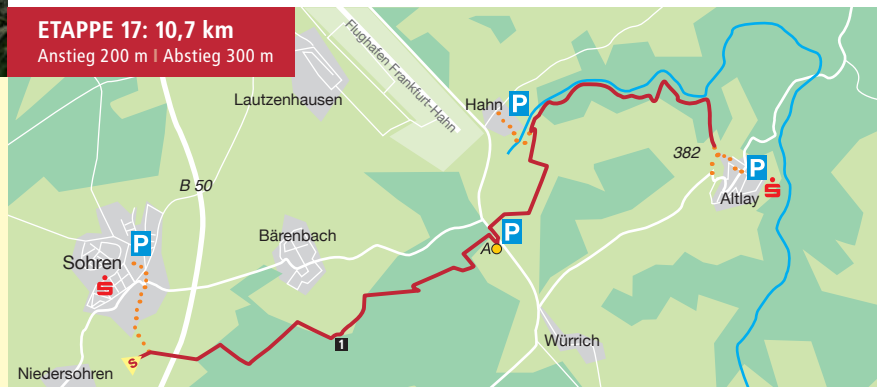 ETAPPE 17: 10,7 km
Anstieg 200 m | Abstieg 300 m
Flughafen Frankfurt-Hahn
Lautzenhausen
Hahn
P
382
P
Altlay
S
B 50
P
Bärenbach
P
A
Sohren
S
1
Würrich
S
Niedersohren